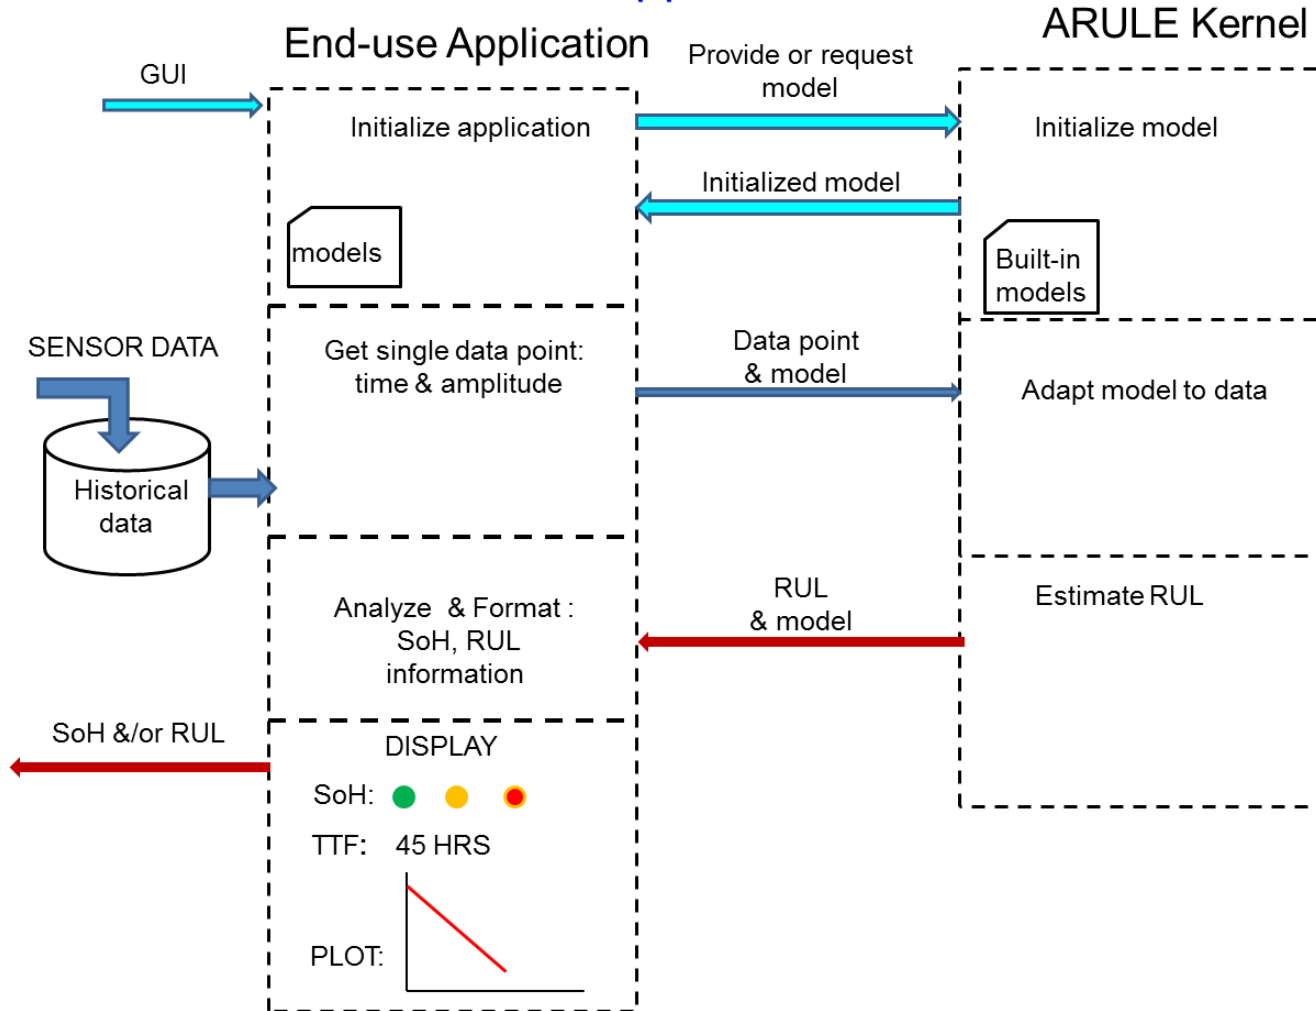 End-use Application
ARULE Kernel
GUI
Provide or request
model
Initialize application
Initialize model
Initialized model
models
Built-in
models
SENSOR DATA
Get single data point:
time & amplitude
Data point
& model
Adapt model to data
Historical
data
Analyze & Format :
SoH, RUL
information
RUL
& model
Estimate RUL
SoH &/or RUL
DISPLAY
SoH:
TTF: 45 HRS
PLOT: